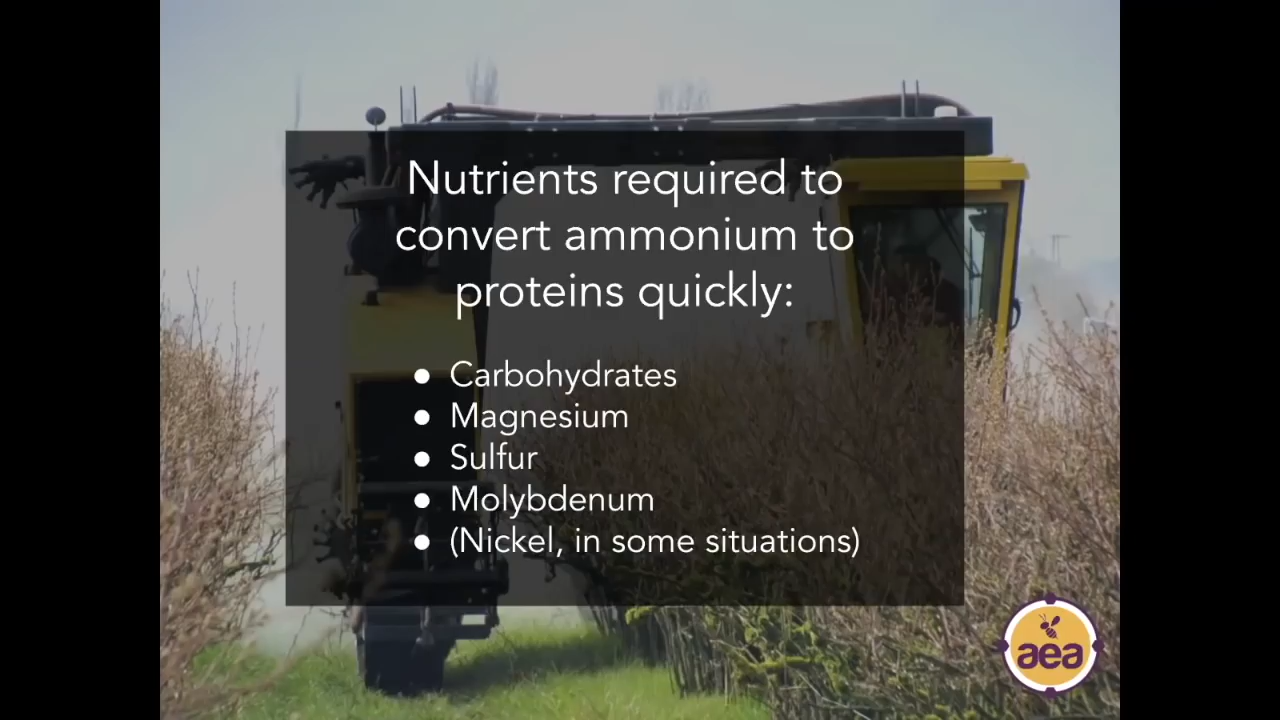 Nutrients required to
convert ammonium to
proteins quickly:
● Carbohydrates
● Magnesium
● Sulfur
● Molybdenum
● (Nickel, in some situations)
aea